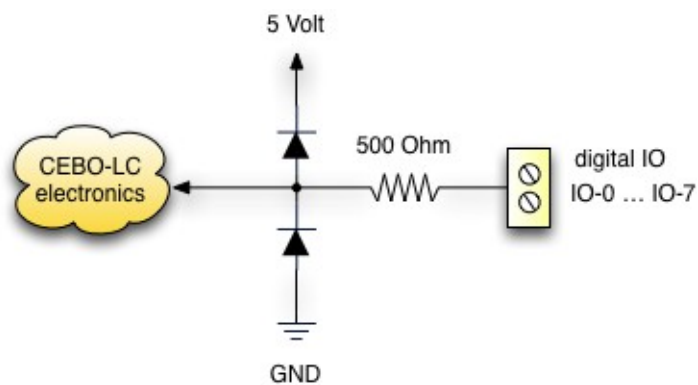 5 Volt
500 Ohm
CEBO-LC
electronics
digital IO
IO-0 ... IO-7
GND